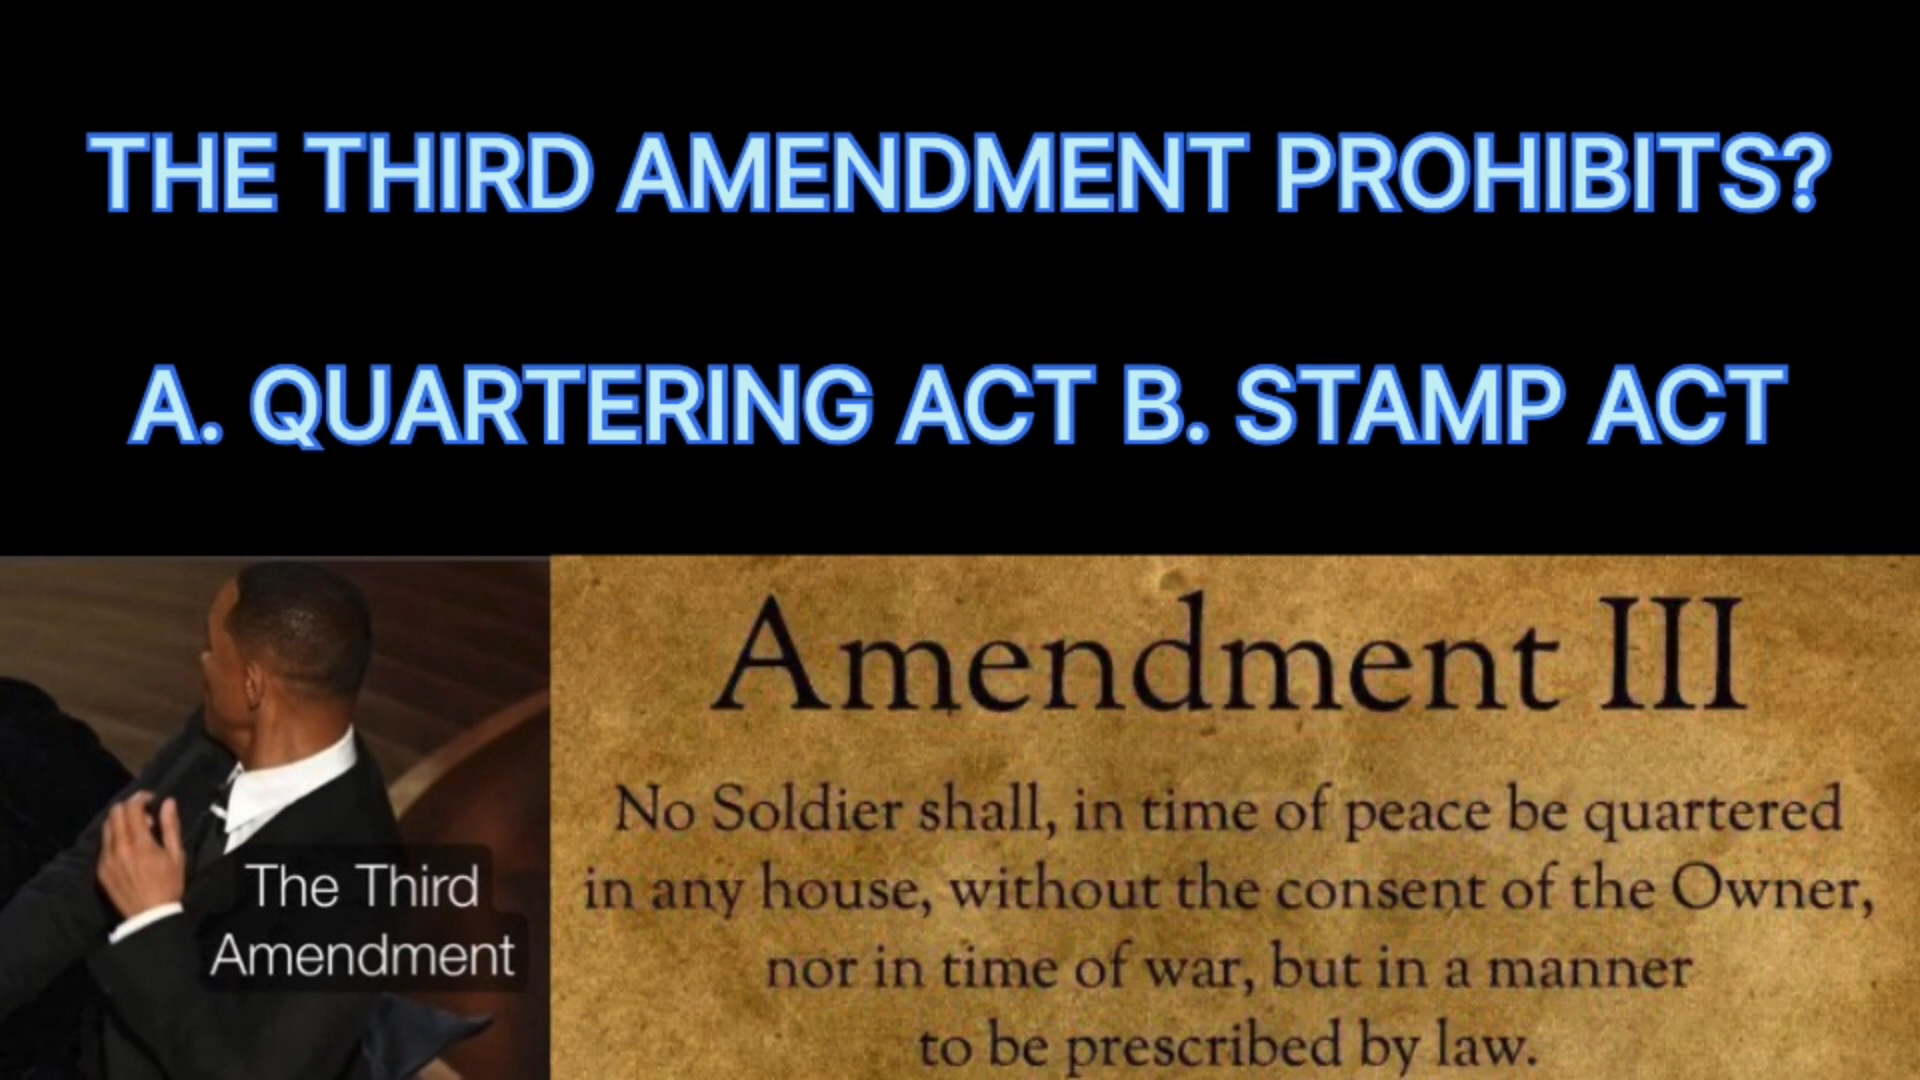 THE THIRD AMENDMENT PROHIBITS?
A. QUARTERING ACT B. STAMP ACT
The Third
Amendment
Amendment III
No Soldier shall, in time of peace be quartered
in any house, without the consent of the Owner,
nor in time of war, but in a manner
to be prescribed by law.